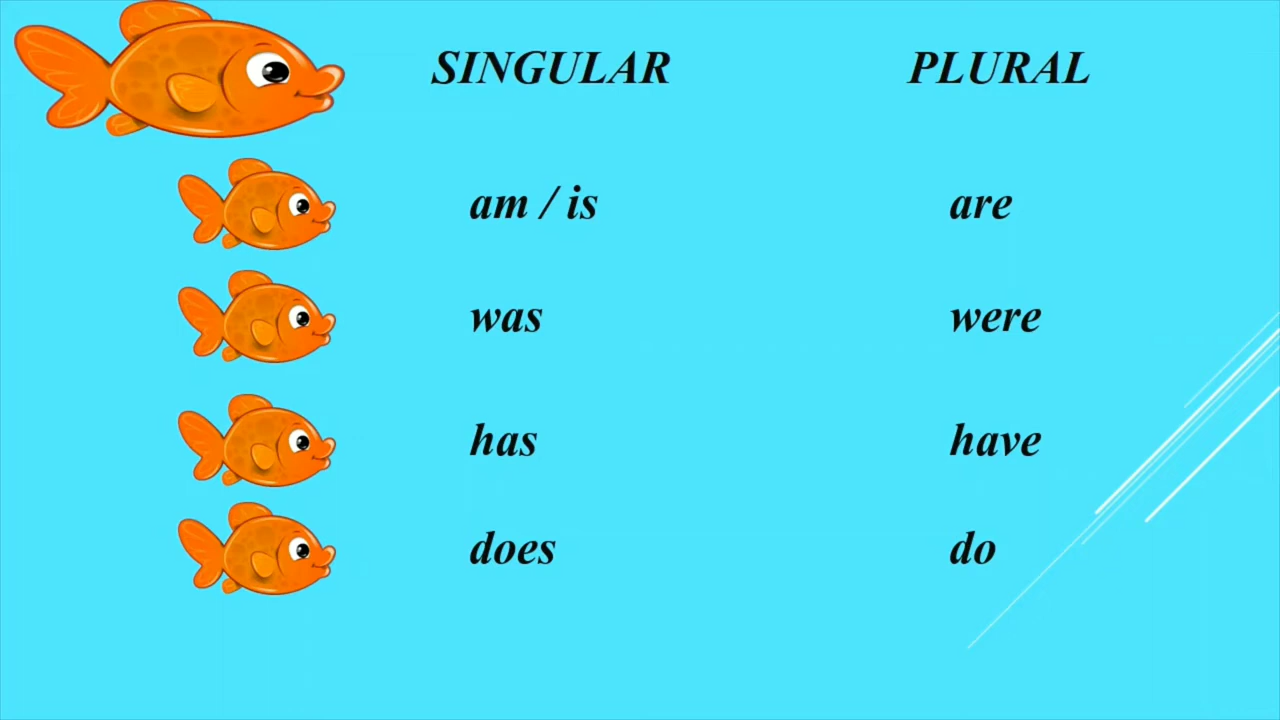 SINGULAR PLURAL
am / is are
was were
has have
does do